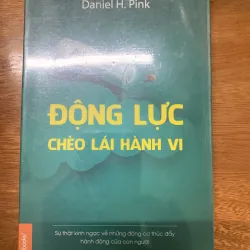 Daniel H. Pink
ĐỘNG LỰC
CHÈO LÁI HÀNH VI
Sự thật kinh ngạc về những động cơ thúc đẩy
hành động của con người